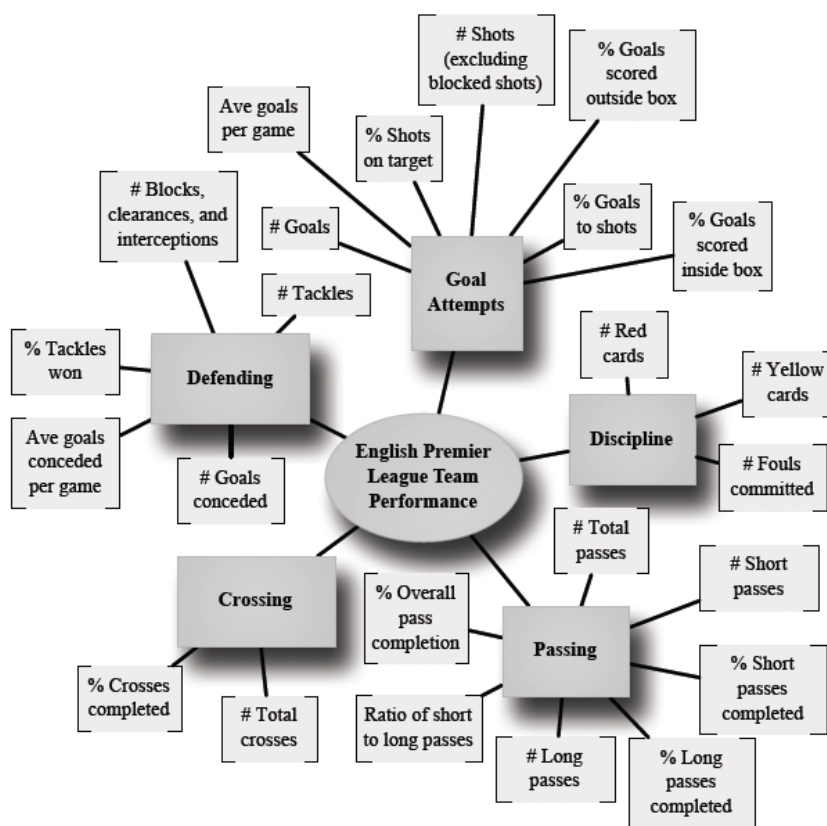 # Shots
(excluding
blocked shots)
% Goals
scored
outside box
Ave goals
per game
% Shots
on target
# Blocks,
clearances, and
interceptions
# Goals
% Goals
to shots
% Goals
scored
inside box
Goal
Attempts
# Tackles
% Tackles
won
Defending
# Red
cards
# Yellow
cards
Ave goals
conceded
per game
# Goals
conceded
English Premier
League Team
Performance
Discipline
# Fouls
committed
# Total
passes
# Short
passes
Crossing
% Overall
pass
completion
Passing
% Short
passes
completed
% Crosses
completed
# Total
crosses
Ratio of short
to long passes
# Long
passes
% Long
passes
completed